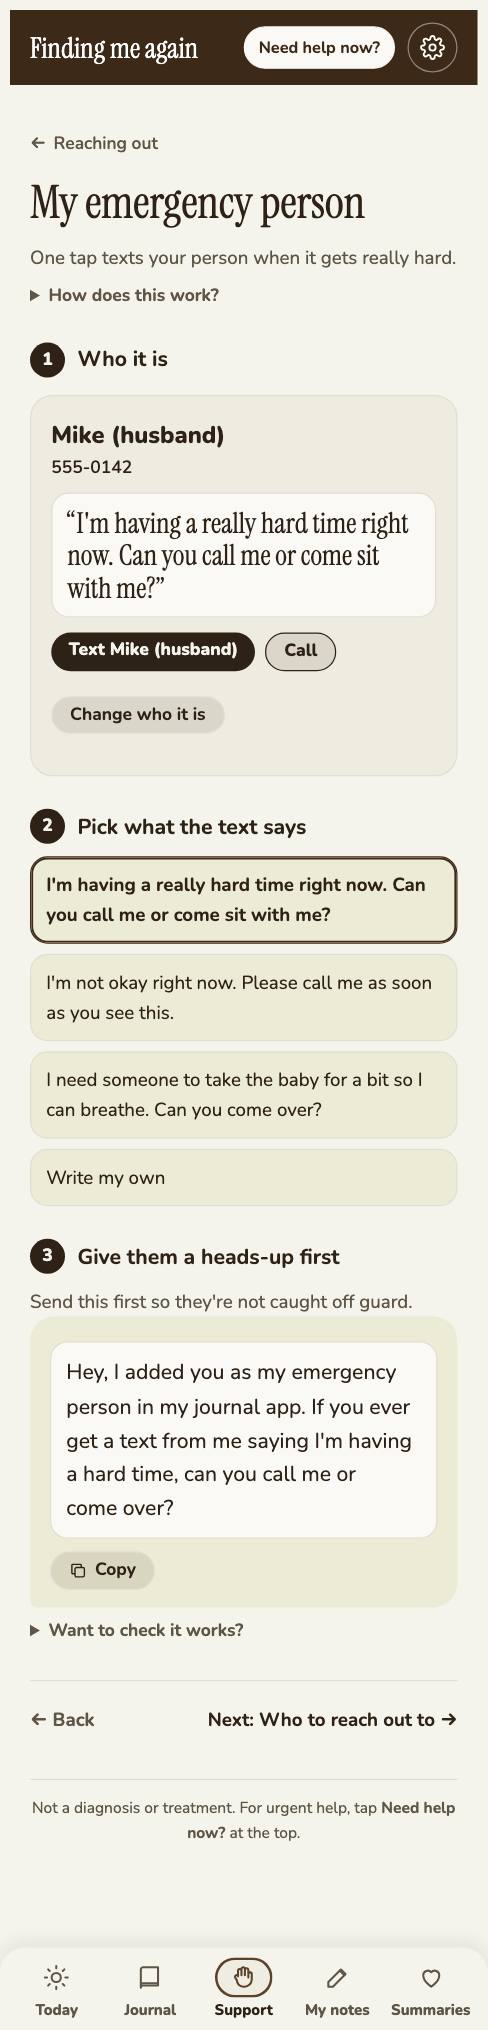 Finding me again
Need help now?
← Reaching out
My emergency person
One tap texts your person when it gets really hard.
▶ How does this work?
1 Who it is
Mike (husband)
555-0142
“I'm having a really hard time right
now. Can you call me or come sit
with me?”
Text Mike (husband)
Call
Change who it is
2 Pick what the text says
I'm having a really hard time right now. Can
you call me or come sit with me?
I'm not okay right now. Please call me as soon
as you see this.
I need someone to take the baby for a bit so I
can breathe. Can you come over?
Write my own
3 Give them a heads-up first
Send this first so they're not caught off guard.
Hey, I added you as my emergency
person in my journal app. If you ever
get a text from me saying I'm having
a hard time, can you call me or
come over?
Copy
▶ Want to check it works?
← Back
Next: Who to reach out to →
Not a diagnosis or treatment. For urgent help, tap Need help
now? at the top.
Today
Journal
Support
My notes
Summaries